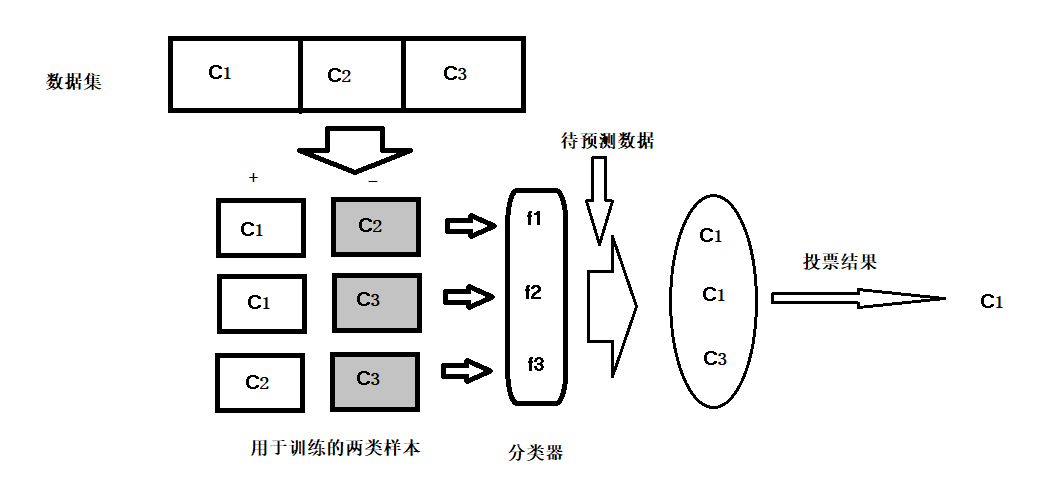 数据集
C1 C2 C3
待预测数据
+ −
C1 C2 f1
C1 C3 f2
C2 C3 f3
C1
C1
C3
投票结果
C1
用于训练的两类样本
分类器